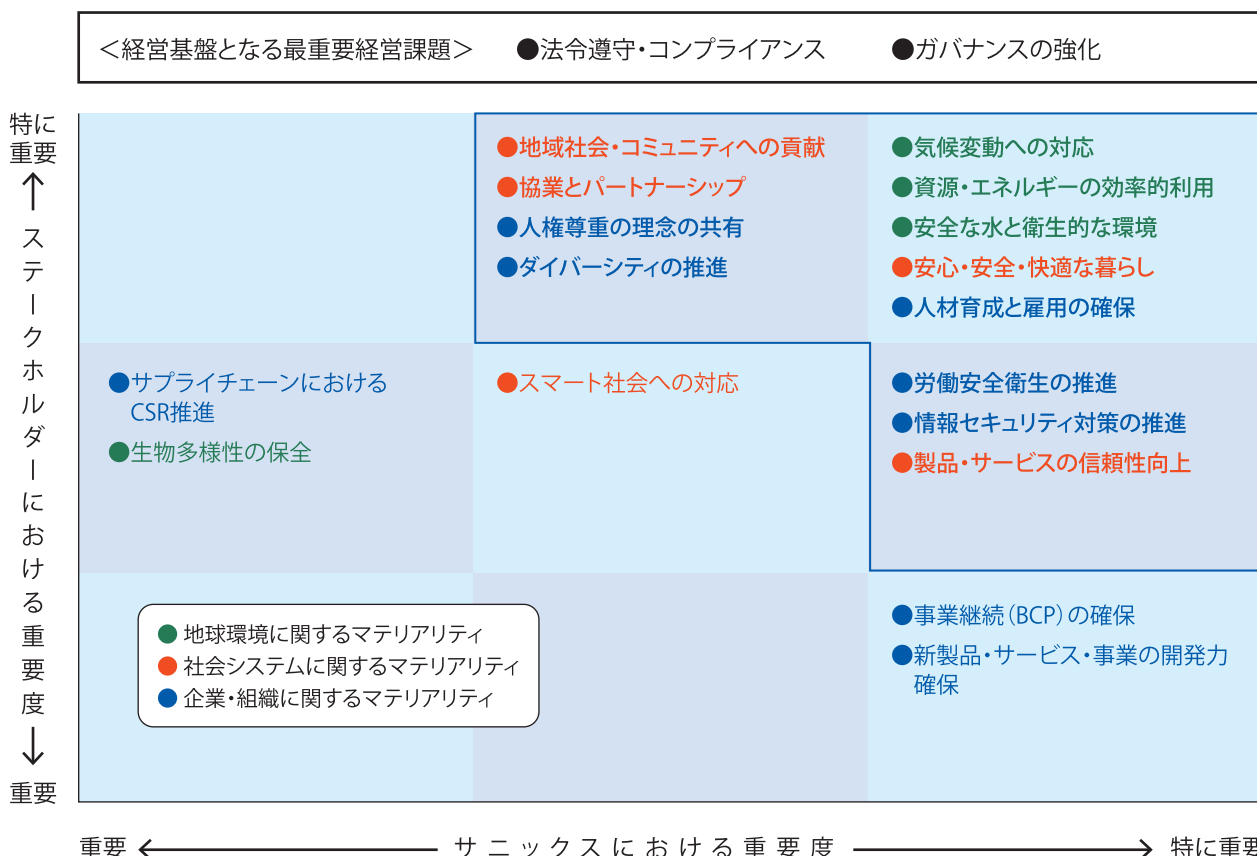 ＜経営基盤となる最重要経営課題＞ ●法令遵守・コンプライアンス ●ガバナンスの強化
特に
重要
ステークホルダーにおける重要度
重要
●地域社会・コミュニティへの貢献
●協業とパートナーシップ
●人権尊重の理念の共有
●ダイバーシティの推進
●気候変動への対応
●資源・エネルギーの効率的利用
●安全な水と衛生的な環境
●安心・安全・快適な暮らし
●人材育成と雇用の確保
●サプライチェーンにおける
CSR推進
●生物多様性の保全
●スマート社会への対応
●労働安全衛生の推進
●情報セキュリティ対策の推進
●製品・サービスの信頼性向上
●事業継続（BCP）の確保
●新製品・サービス・事業の開発力
確保
●地球環境に関するマテリアリティ
●社会システムに関するマテリアリティ
●企業・組織に関するマテリアリティ
重要 サニックスにおける重要度 特に重要